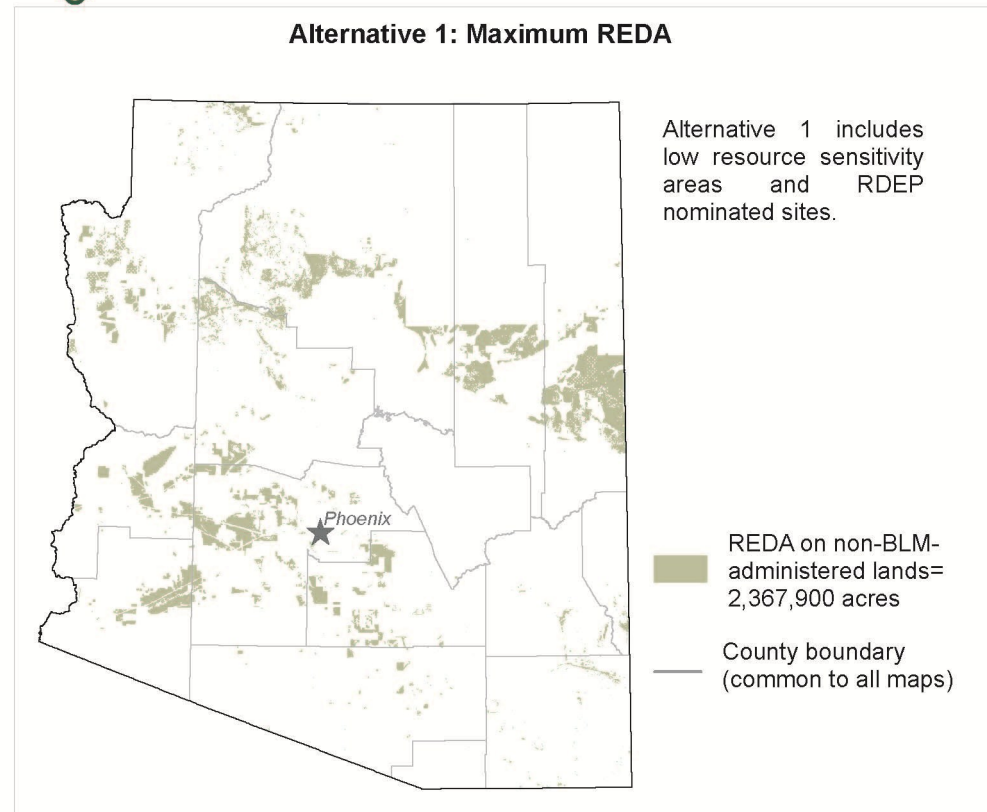 Alternative 1: Maximum REDA
Alternative 1 includes
low resource sensitivity
areas and RDEP
nominated sites.
Phoenix
REDA on non-BLM-
administered lands=
2,367,900 acres
County boundary
(common to all maps)